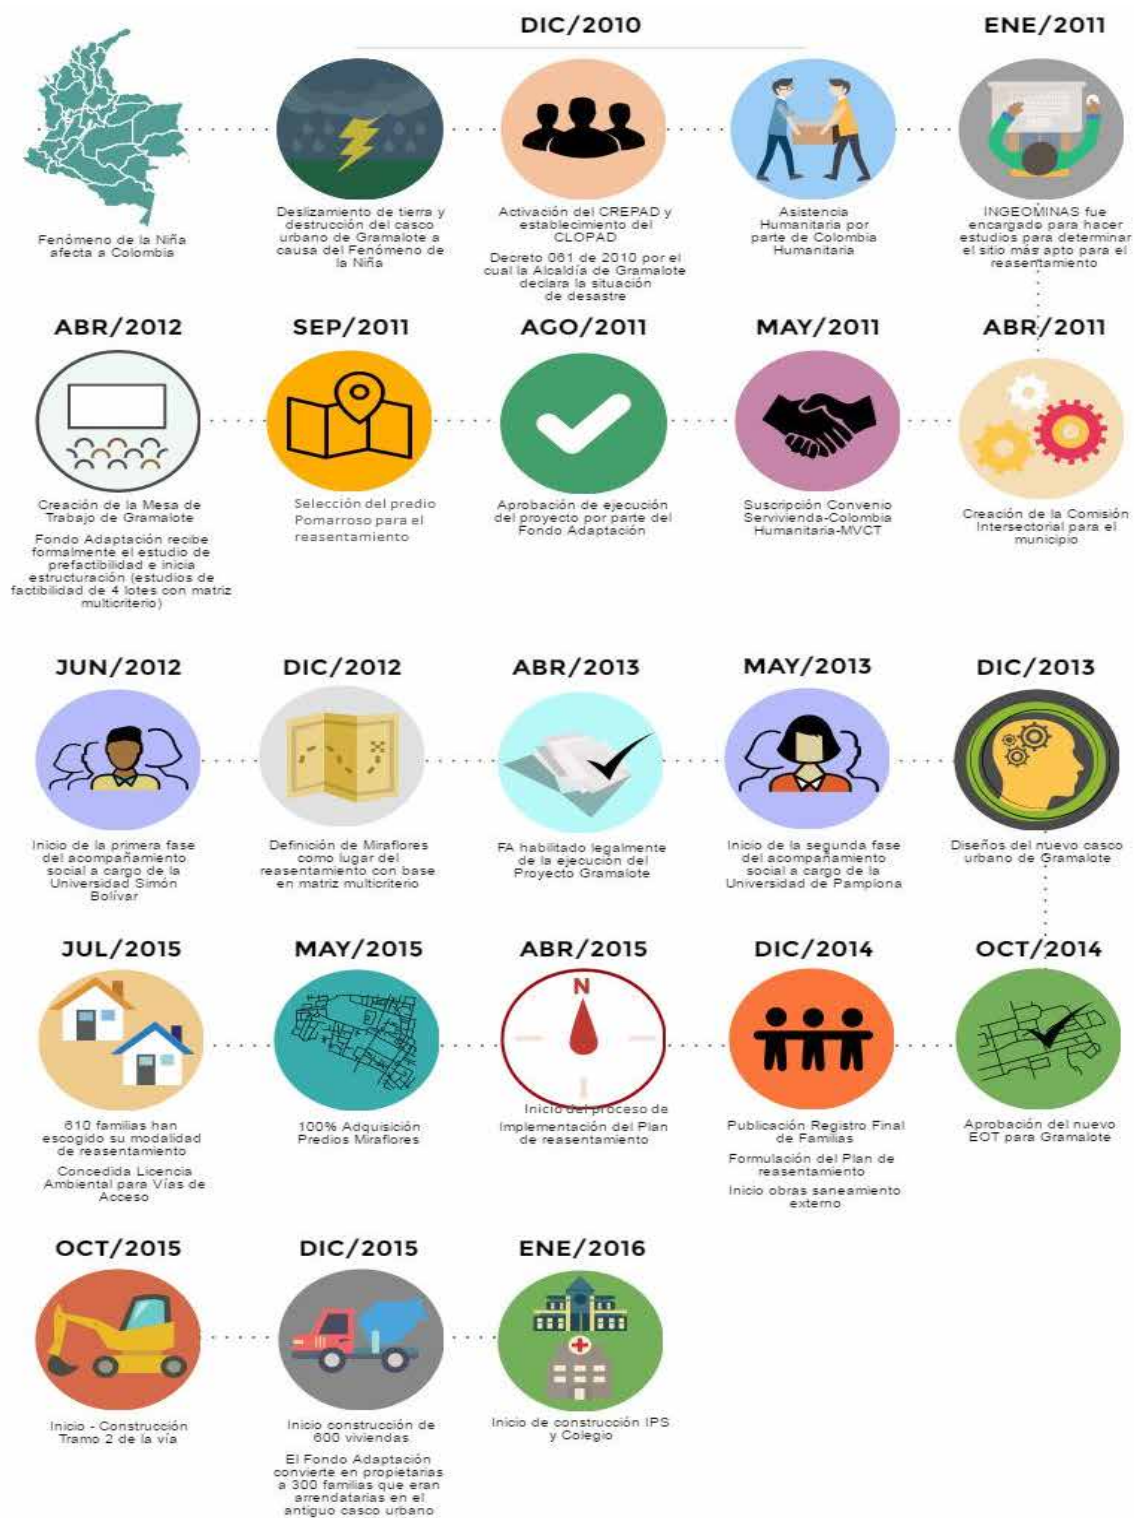 DIC/2010
ENE/2011
Fenómeno de la Niña
afecta a Colombia
Deslizamiento de tierra y
destrucción del casco
urbano de Gramalote a
causa del Fenómeno de
la Niña
Activación del CREPAD y
establecimiento del
CLOPAD
Decreto 061 de 2010 por el
cual la Alcaldía de Gramalote
declara la situación
de desastre
Asistencia
Humanitaria por
parte de Colombia
Humanitaria
INGEOMINAS fue
encargado para hacer
estudios para determinar
el sitio más apto para el
reasentamiento
ABR/2012
SEP/2011
AGO/2011
MAY/2011
ABR/2011
Creación de la Mesa de
Trabajo de Gramalote
Fondo Adaptación recibe
formalmente el estudio de
prefactibilidad e inicia
estructuración (estudios de
factibilidad de 4 lotes con matriz
multicriterio)
Selección del predio
Pomarroso para el
reasentamiento
Aprobación de ejecución
del proyecto por parte del
Fondo Adaptación
Suscripción Convenio
Servivienda-Colombia
Humanitaria-MVCT
Creación de la Comisión
Intersectorial para el
municipio
JUN/2012
DIC/2012
ABR/2013
MAY/2013
DIC/2013
Inicio de la primera fase
del acompañamiento
social a cargo de la
Universidad Simón
Bolívar
Definición de Miraflores
como lugar del
reasentamiento con base
en matriz multicriterio
FA habilitado legalmente
de la ejecución del
Proyecto Gramalote
Inicio de la segunda fase
del acompañamiento
social a cargo de la
Universidad de Pamplona
Diseños del nuevo casco
urbano de Gramalote
JUL/2015
MAY/2015
ABR/2015
DIC/2014
OCT/2014
N
610 familias han
escogido su modalidad
de reasentamiento
Concedida Licencia
Ambiental para Vías de
Acceso
100% Adquisición
Predios Miraflores
Inicio del proceso de
Implementación del Plan
de reasentamiento
Publicación Registro Final
de Familias
Formulación del Plan de
reasentamiento
Inicio obras saneamiento
externo
Aprobación del nuevo
EOT para Gramalote
OCT/2015
DIC/2015
ENE/2016
Inicio - Construcción
Tramo 2 de la vía
Inicio construcción de
600 viviendas
El Fondo Adaptación
convierte en propietarias
a 300 familias que eran
arrendatarias en el
antiguo casco urbano
Inicio de construcción IPS
y Colegio